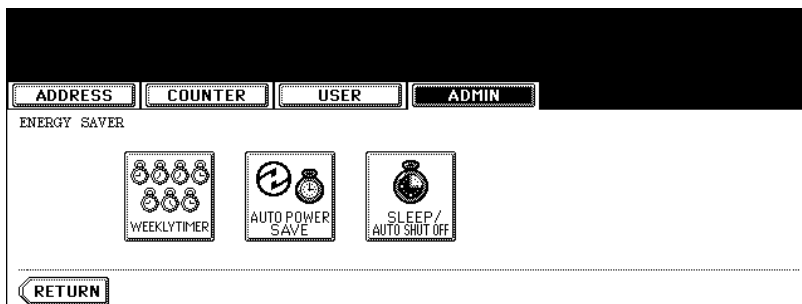 ADDRESS COUNTER USER ADMIN
ENERGY SAVER
WEEKLYTIMER
AUTO POWER
SAVE
SLEEP/
AUTO SHUT OFF
RETURN